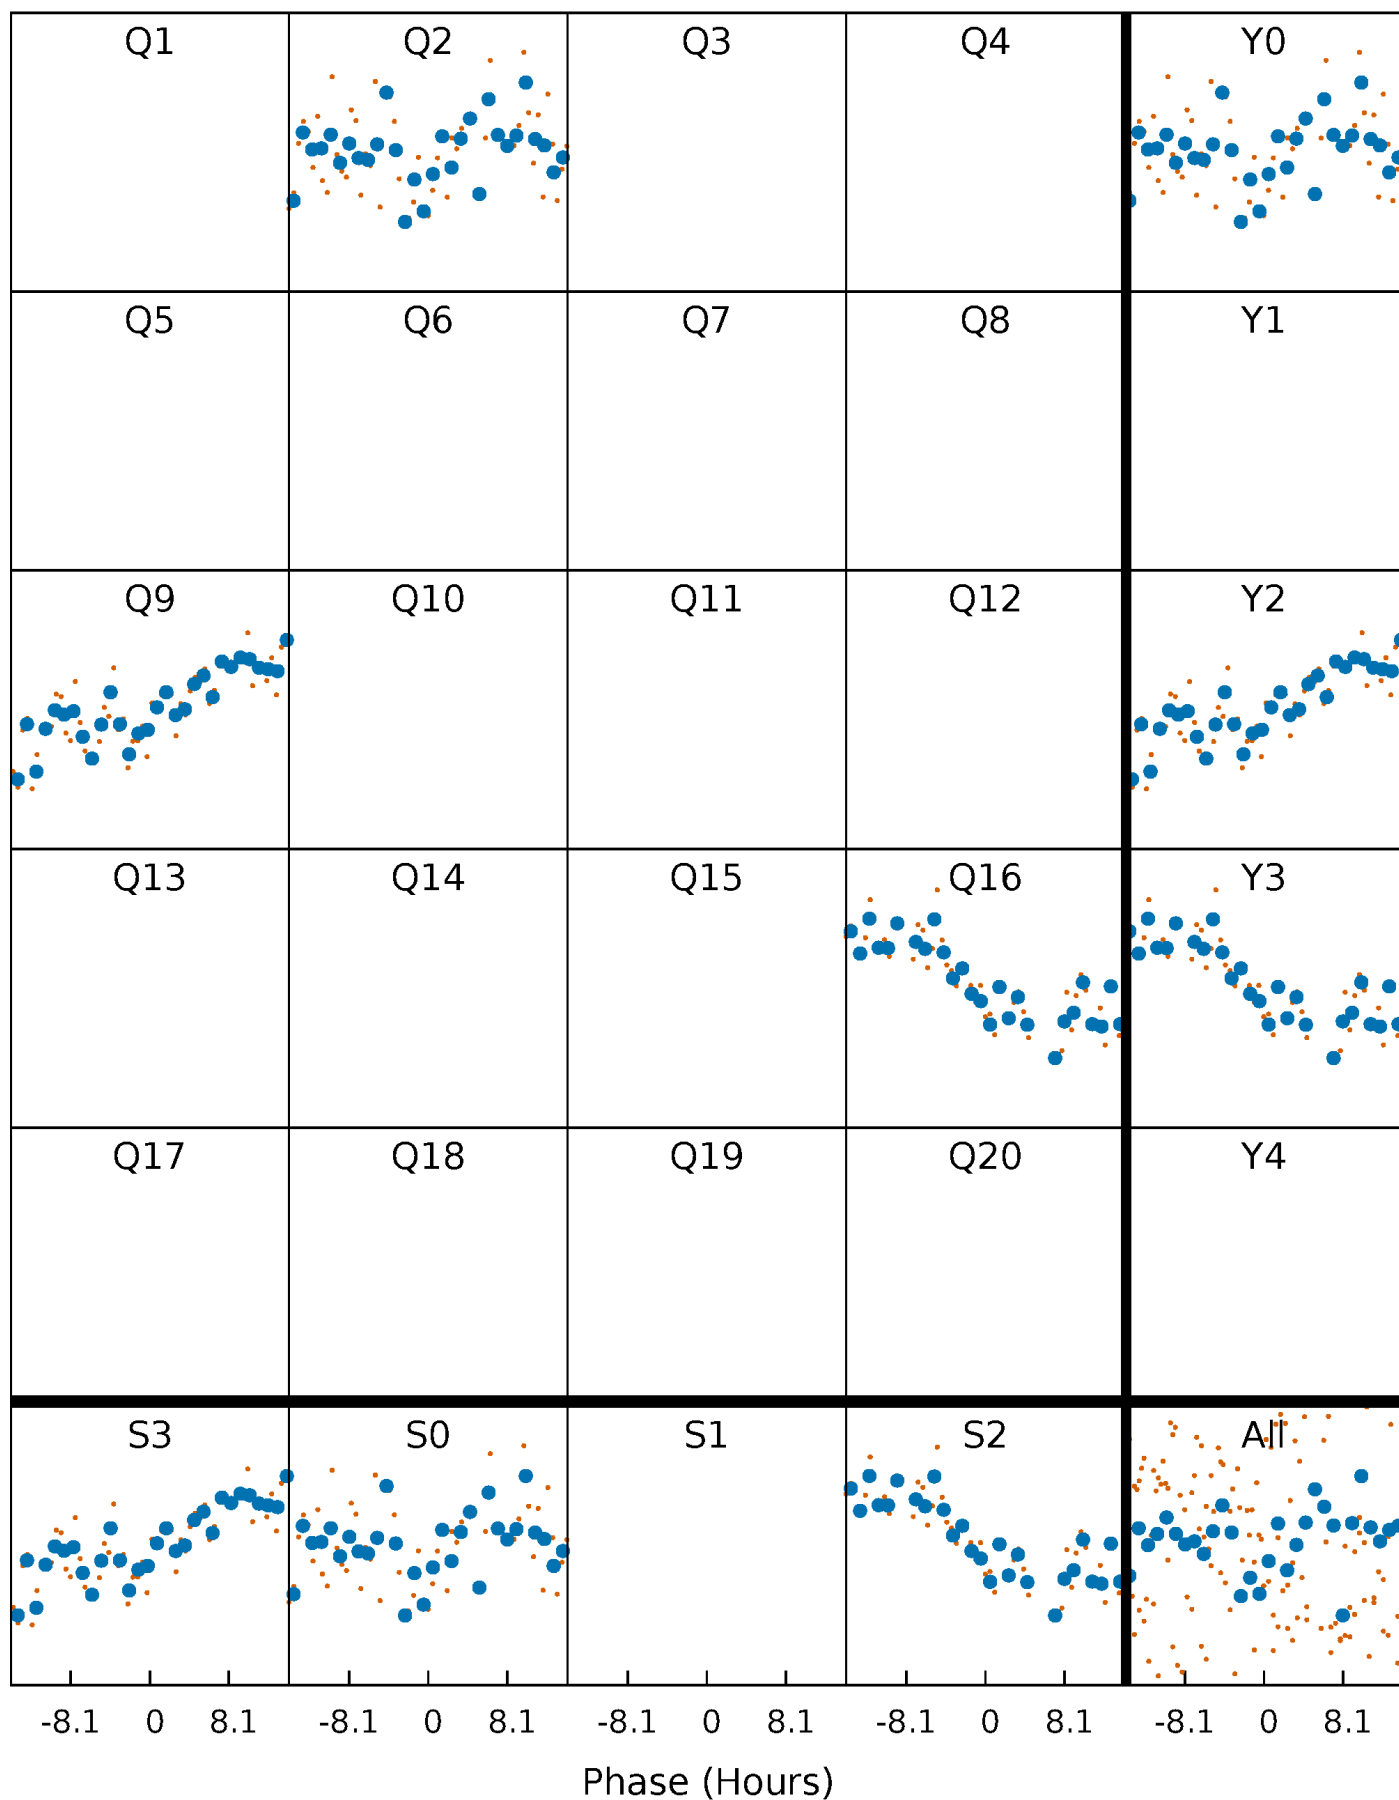 Q1 Q2 Q3 Q4 Y0
Q5 Q6 Q7 Q8 Y1
Q9 Q10 Q11 Q12 Y2
Q13 Q14 Q15 Q16 Y3
Q17 Q18 Q19 Q20 Y4
S3 S0 S1 S2 All
-8.1 0 8.1 -8.1 0 8.1 -8.1 0 8.1 -8.1 0 8.1 -8.1 0 8.1
Phase (Hours)